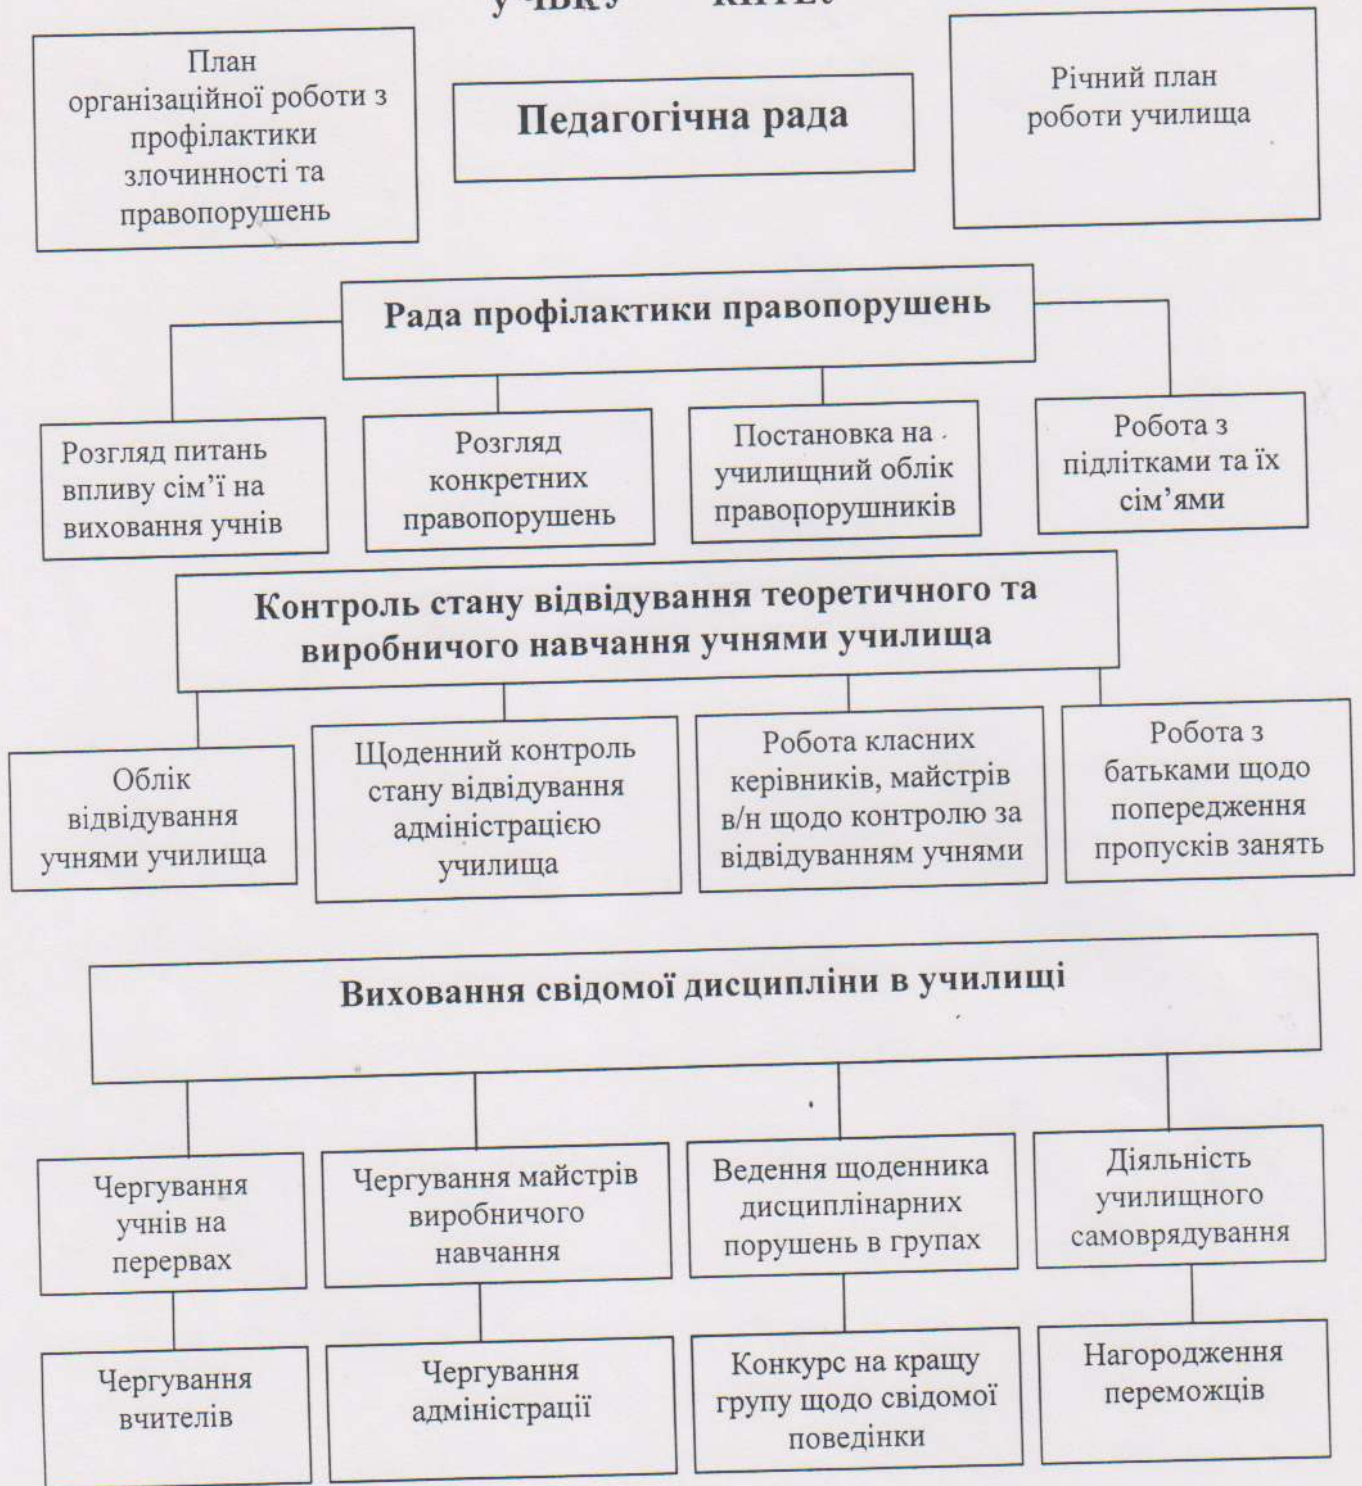 План
організаційної роботи з
профілактики
злочинності та
правопорушень
Педагогічна рада
Річний план
роботи училища
Рада профілактики правопорушень
Розгляд питань
впливу сім’ї на
виховання учнів
Розгляд
конкретних
правопорушень
Постановка на
училищний облік
правопорушників
Робота з
підлітками та їх
сім’ями
Контроль стану відвідування теоретичного та
виробничого навчання учнями училища
Облік
відвідування
учнями училища
Щоденний контроль
стану відвідування
адміністрацією
училища
Робота класних
керівників, майстрів
в/н щодо контролю за
відвідуванням учнями
Робота з
батьками щодо
попередження
пропусків занять
Виховання свідомої дисципліни в училищі
Чергування
учнів на
перервах
Чергування майстрів
виробничого
навчання
Ведення щоденника
дисциплінарних
порушень в групах
Діяльність
училищного
самоврядування
Чергування
вчителів
Чергування
адміністрації
Конкурс на кращу
групу щодо свідомої
поведінки
Нагородження
переможців